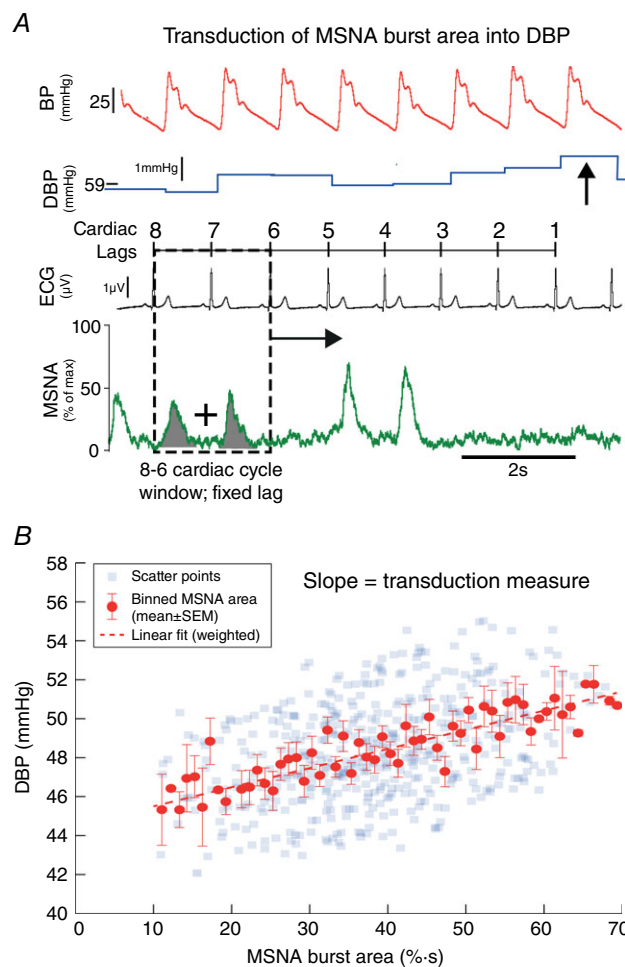 A
Transduction of MSNA burst area into DBP
BP
(mmHg)
25
1mmHg
DBP
(mmHg)
59
Cardiac
Lags
8 7 6 5 4 3 2 1
ECG
(µV)
1µV
MSNA
(% of max)
100
50
0
+
8-6 cardiac cycle
window; fixed lag
2s
B
Slope = transduction measure
Scatter points
Binned MSNA area
(mean±SEM)
Linear fit (weighted)
DBP (mmHg)
58
56
54
52
50
48
46
44
42
40
0 10 20 30 40 50 60 70
MSNA burst area (%·s)